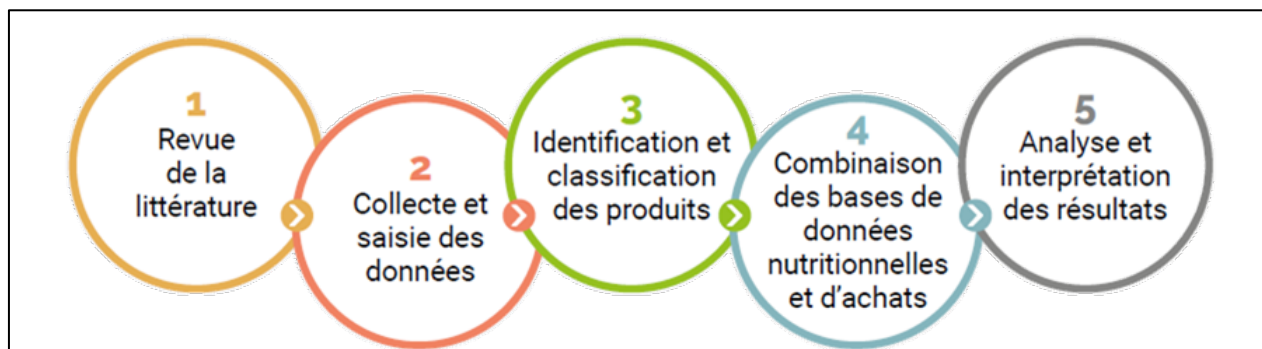 1
Revue
de la
littérature
2
Collecte et
saisie des
données
3
Identification et
classification
des produits
4
Combinaison
des bases de
données
nutritionnelles
et d'achats
5
Analyse et
interprétation
des résultats